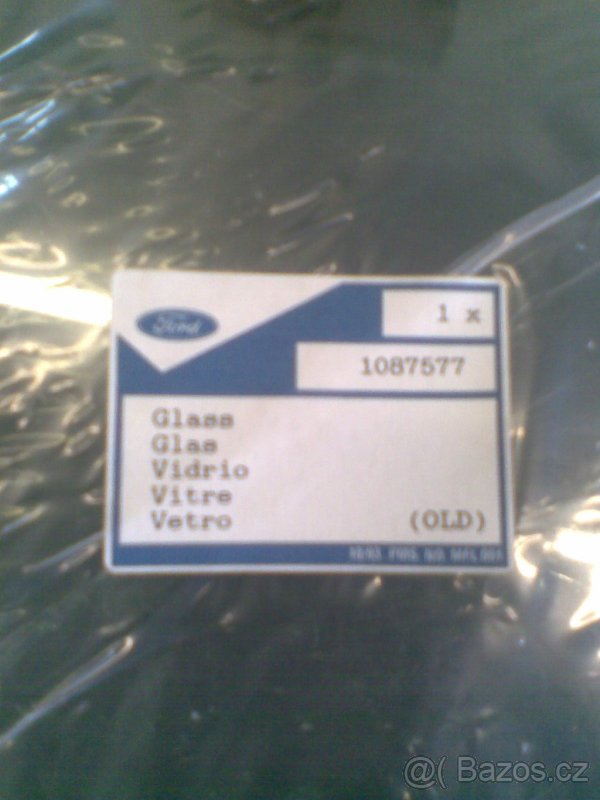 Ford
1 x
1087577
Glass
Glas
Vidrio
Vitre
Vetro (OLD)
@( Bazos.cz